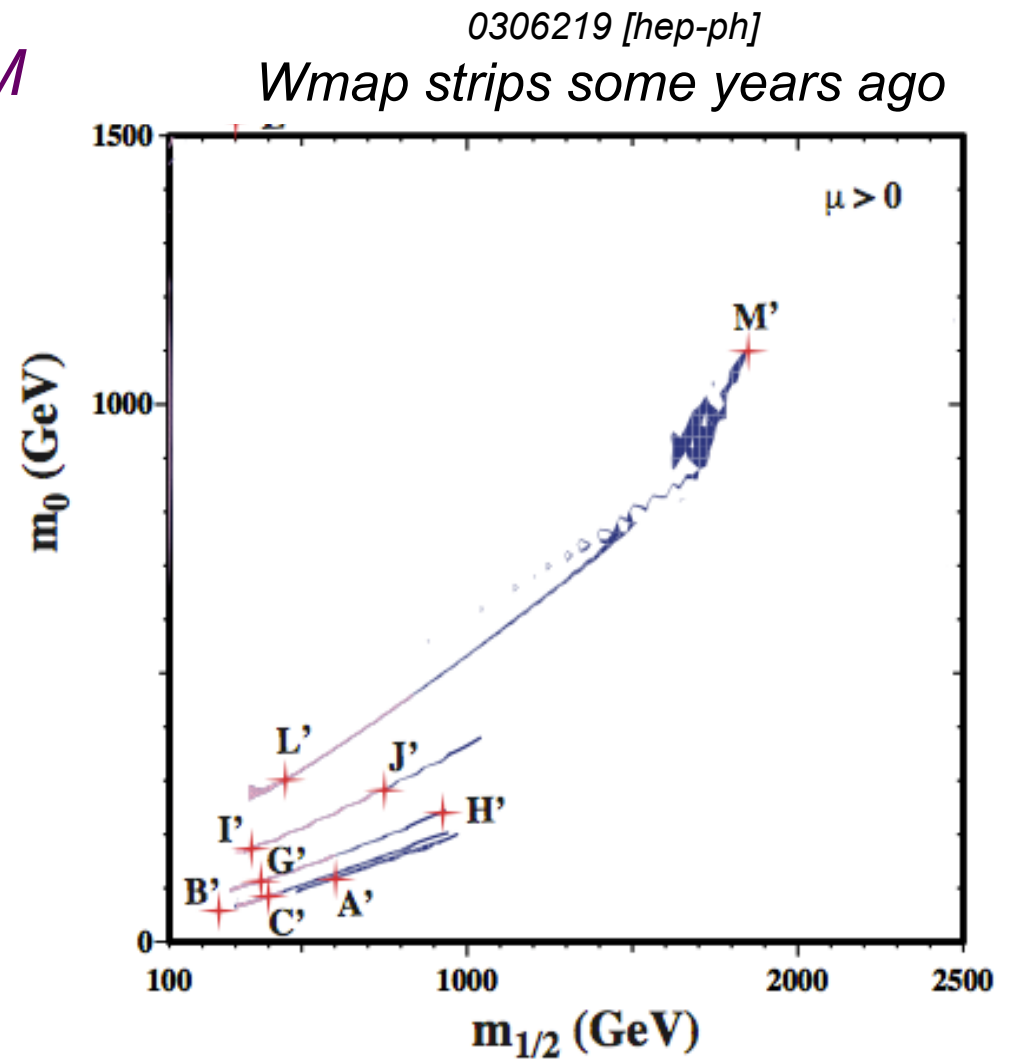 0306219 [hep-ph]
M
Wmap strips some years ago
1500
μ > 0
M’
1000
m0 (GeV)
L’
J’
I’
H’
G’
B’
A’
C’
0
100 1000 2000 2500
m1/2 (GeV)